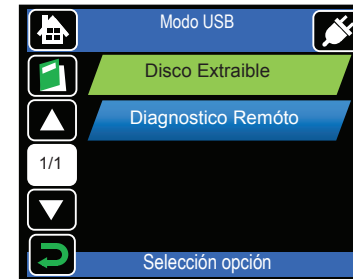 Modo USB
Disco Extraible
Diagnostico Remóto
1/1
Selección opción